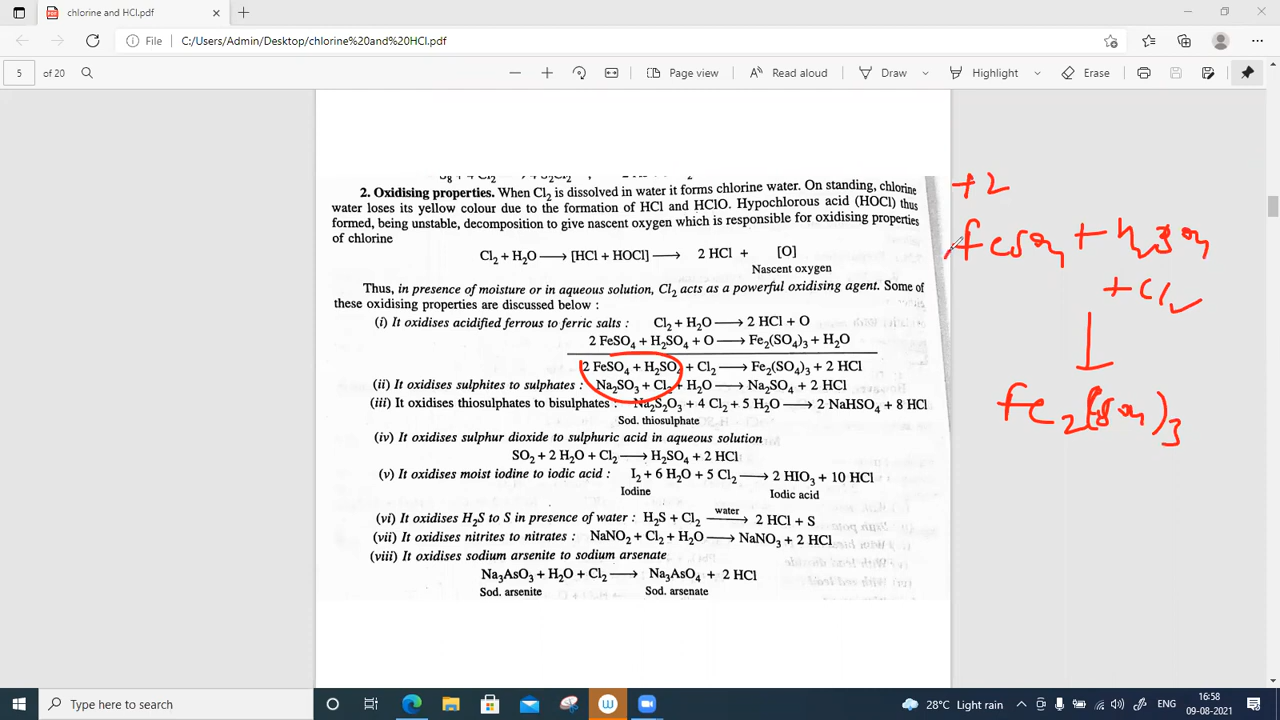 chlorine and HCl.pdf
File C:/Users/Admin/Desktop/chlorine%20and%20HCl.pdf
5 of 20 Page view Read aloud Draw Highlight Erase
2. Oxidising properties. When Cl₂ is dissolved in water it forms chlorine water. On standing, chlorine
water loses its yellow colour due to the formation of HCl and HClO. Hypochlorous acid (HOCl) thus
formed, being unstable, decomposition to give nascent oxygen which is responsible for oxidising properties
of chlorine
Cl₂ + H₂O ⟶ [HCl + HOCl] ⟶ 2 HCl + [O]
Nascent oxygen
Thus, in presence of moisture or in aqueous solution, Cl₂ acts as a powerful oxidising agent. Some of
these oxidising properties are discussed below :
(i) It oxidises acidified ferrous to ferric salts : Cl₂ + H₂O ⟶ 2 HCl + O
2 FeSO₄ + H₂SO₄ + O ⟶ Fe₂(SO₄)₃ + H₂O
2 FeSO₄ + H₂SO₄ + Cl₂ ⟶ Fe₂(SO₄)₃ + 2 HCl
(ii) It oxidises sulphites to sulphates : Na₂SO₃ + Cl₂ + H₂O ⟶ Na₂SO₄ + 2 HCl
(iii) It oxidises thiosulphates to bisulphates : Na₂S₂O₃ + 4 Cl₂ + 5 H₂O ⟶ 2 NaHSO₄ + 8 HCl
Sod. thiosulphate
(iv) It oxidises sulphur dioxide to sulphuric acid in aqueous solution
SO₂ + 2 H₂O + Cl₂ ⟶ H₂SO₄ + 2 HCl
(v) It oxidises moist iodine to iodic acid : I₂ + 6 H₂O + 5 Cl₂ ⟶ 2 HIO₃ + 10 HCl
Iodine Iodic acid
(vi) It oxidises H₂S to S in presence of water : H₂S + Cl₂ —water⟶ 2 HCl + S
(vii) It oxidises nitrites to nitrates : NaNO₂ + Cl₂ + H₂O ⟶ NaNO₃ + 2 HCl
(viii) It oxidises sodium arsenite to sodium arsenate
Na₃AsO₃ + H₂O + Cl₂ ⟶ Na₃AsO₄ + 2 HCl
Sod. arsenite Sod. arsenate
+2
FeSO₄ + H₂SO₄
+ Cl₂
↓
Fe₂(SO₄)₃
Type here to search
28°C Light rain ENG 16:58
09-08-2021